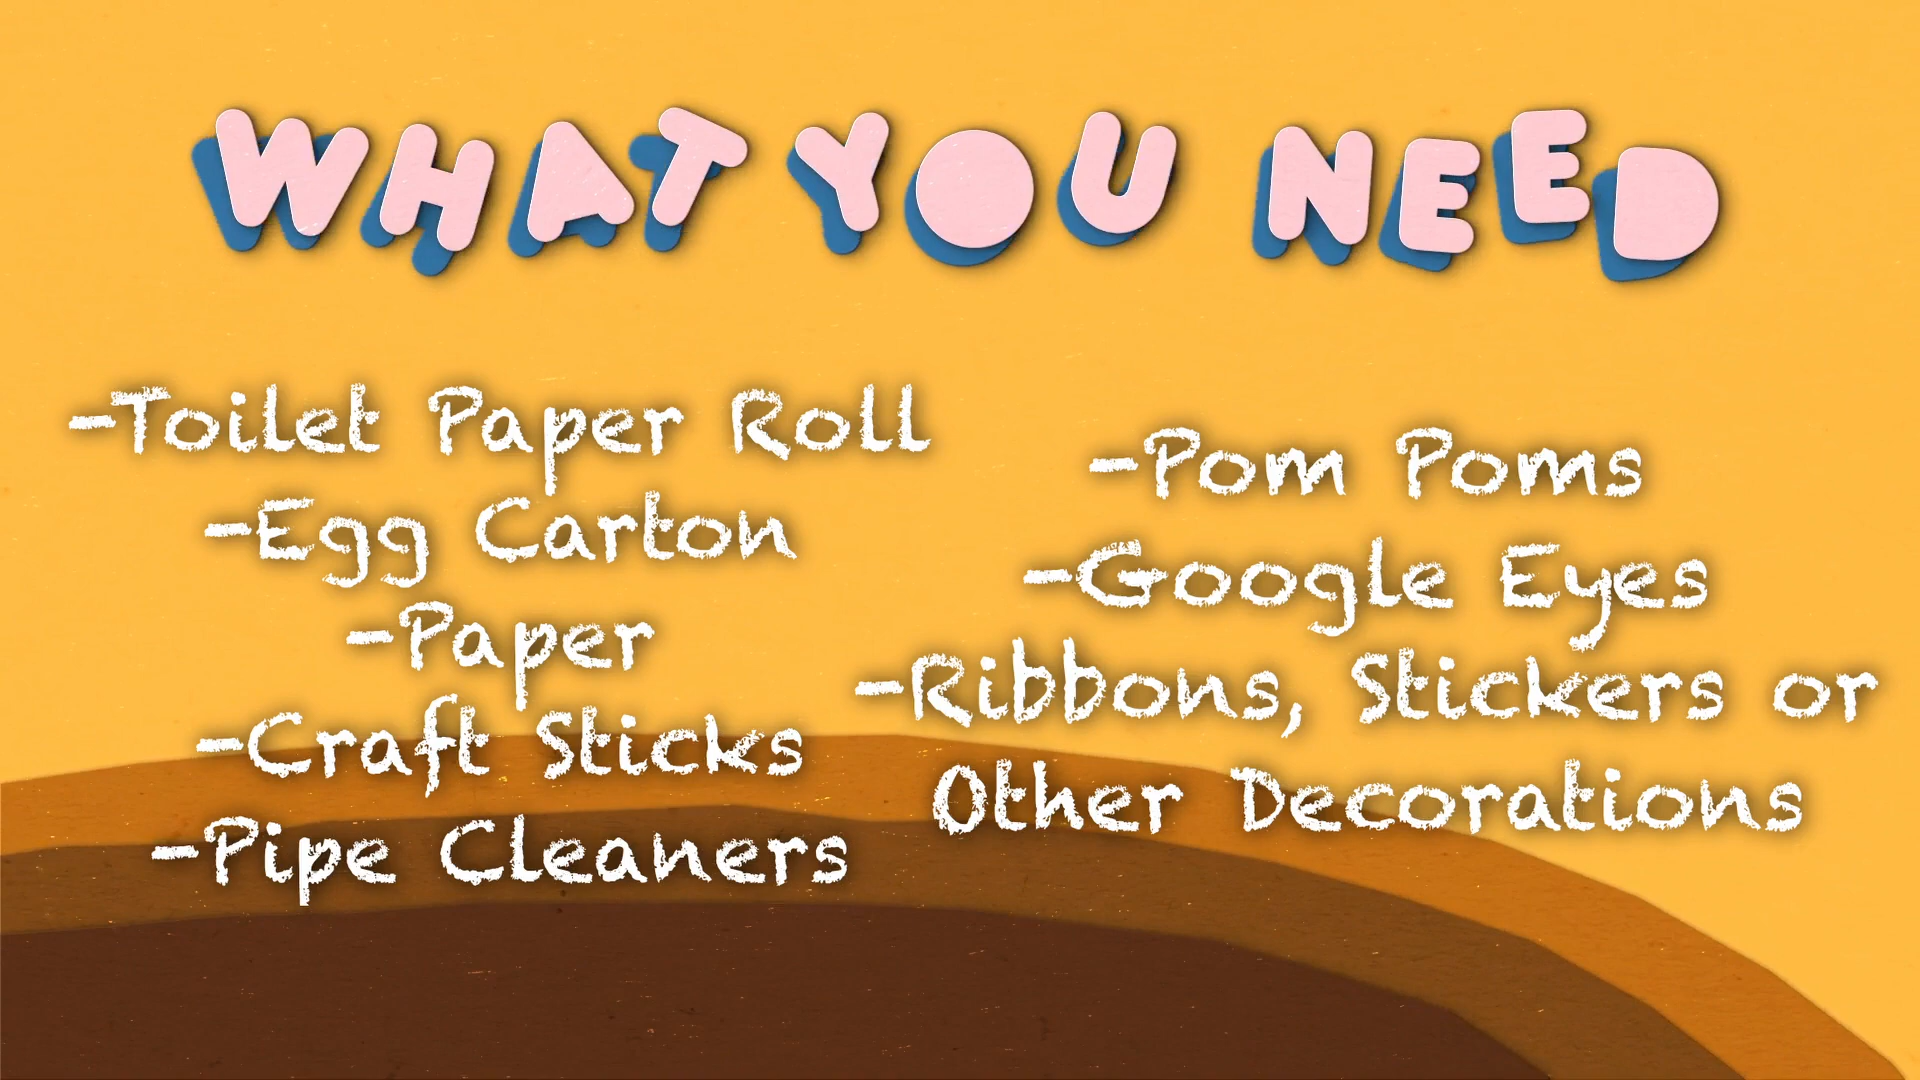 WHAT YOU NEED
-Toilet Paper Roll
-Egg Carton
-Paper
-Craft Sticks
-Pipe Cleaners
-Pom Poms
-Google Eyes
-Ribbons, Stickers or
Other Decorations